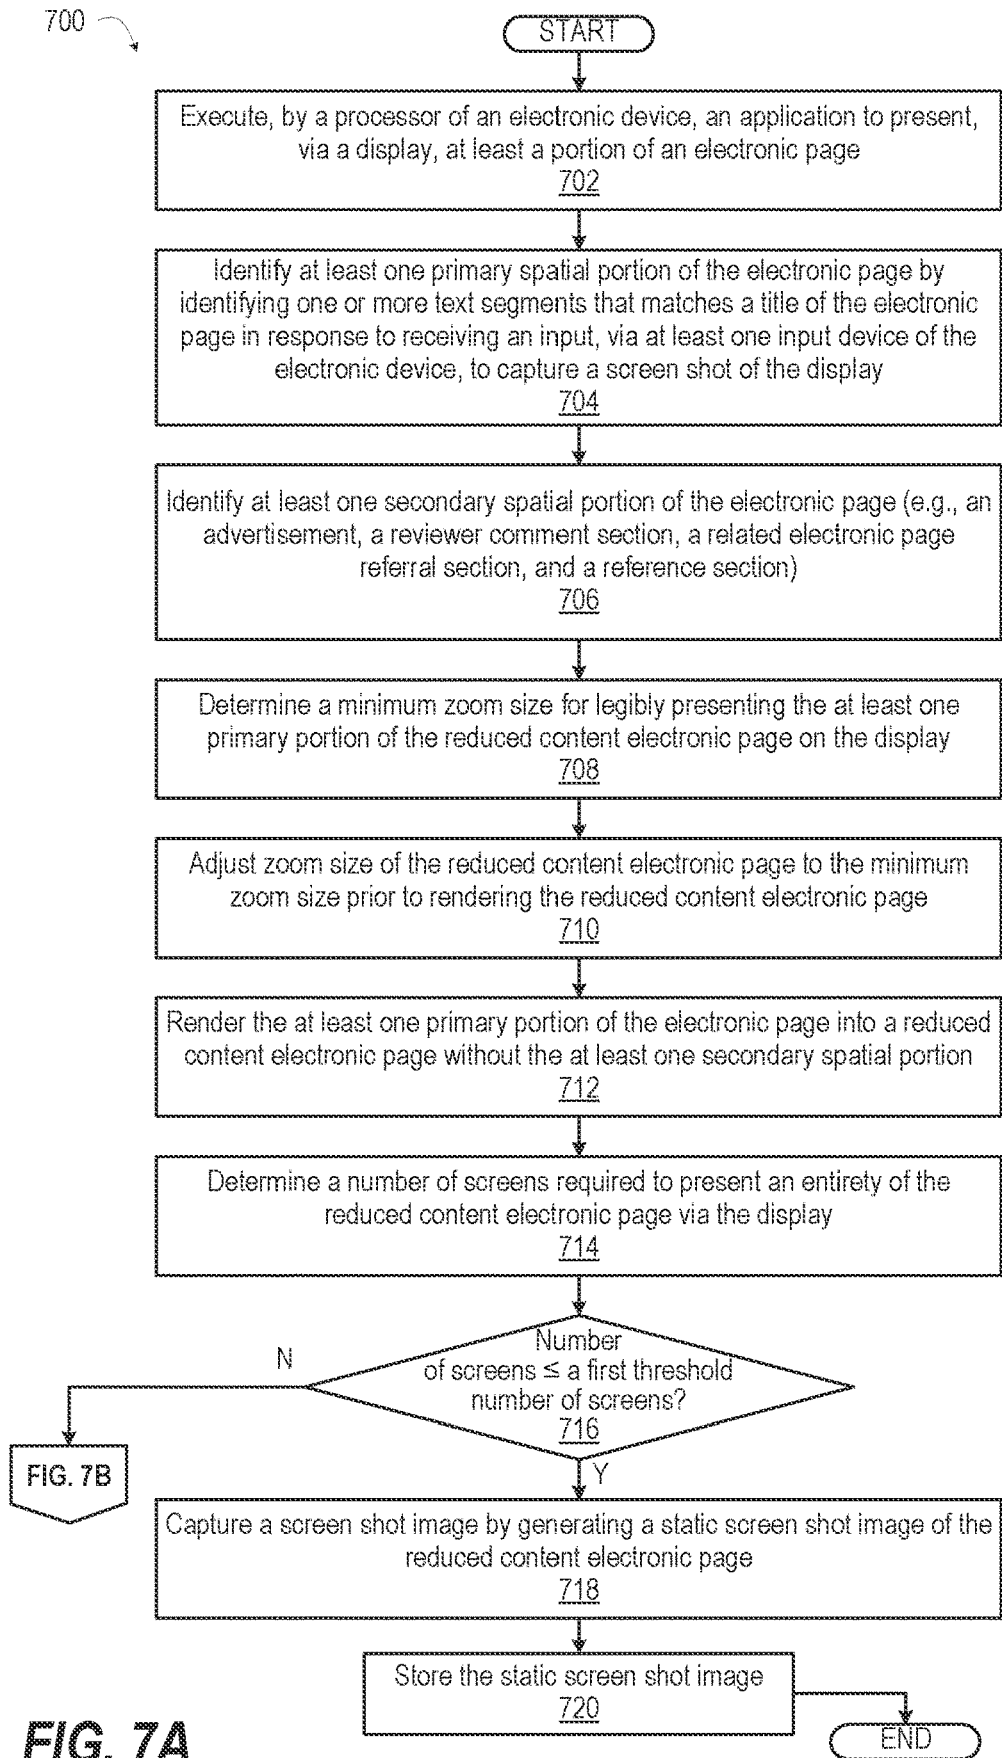 700
START
Execute, by a processor of an electronic device, an application to present,
via a display, at least a portion of an electronic page
702
Identify at least one primary spatial portion of the electronic page by
identifying one or more text segments that matches a title of the electronic
page in response to receiving an input, via at least one input device of the
electronic device, to capture a screen shot of the display
704
Identify at least one secondary spatial portion of the electronic page (e.g., an
advertisement, a reviewer comment section, a related electronic page
referral section, and a reference section)
706
Determine a minimum zoom size for legibly presenting the at least one
primary portion of the reduced content electronic page on the display
708
Adjust zoom size of the reduced content electronic page to the minimum
zoom size prior to rendering the reduced content electronic page
710
Render the at least one primary portion of the electronic page into a reduced
content electronic page without the at least one secondary spatial portion
712
Determine a number of screens required to present an entirety of the
reduced content electronic page via the display
714
Number
of screens ≤ a first threshold
number of screens?
716
N
Y
FIG. 7B
Capture a screen shot image by generating a static screen shot image of the
reduced content electronic page
718
Store the static screen shot image
720
END
FIG. 7A